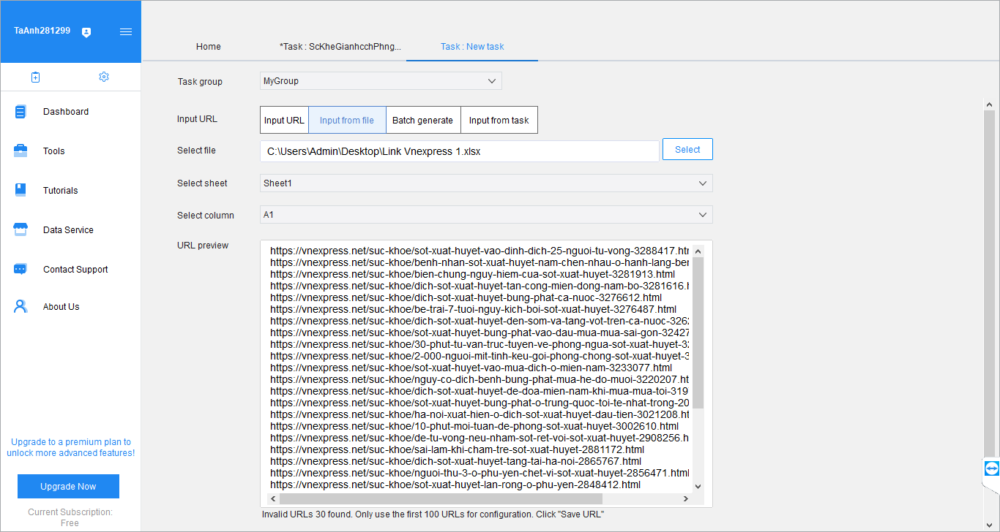 TaAnh281299
Home
*Task : ScKheGianhcchPhng...
Task : New task
Dashboard
Tools
Tutorials
Data Service
Contact Support
About Us
Upgrade to a premium plan to
unlock more advanced features!
Upgrade Now
Current Subscription:
Free
Task group
MyGroup
Input URL
Input URL
Input from file
Batch generate
Input from task
Select file
C:\Users\Admin\Desktop\Link Vnexpress 1.xlsx
Select
Select sheet
Sheet1
Select column
A1
URL preview
https://vnexpress.net/suc-khoe/sot-xuat-huyet-vao-dinh-dich-25-nguoi-tu-vong-3288417.htm
https://vnexpress.net/suc-khoe/benh-nhan-sot-xuat-huyet-nam-chen-nhau-o-hanh-lang-ben
https://vnexpress.net/suc-khoe/bien-chung-nguy-hiem-cua-sot-xuat-huyet-3281913.html
https://vnexpress.net/suc-khoe/dich-sot-xuat-huyet-tan-cong-mien-dong-nam-bo-3281616.h
https://vnexpress.net/suc-khoe/dich-sot-xuat-huyet-bung-phat-ca-nuoc-3276612.html
https://vnexpress.net/suc-khoe/be-trai-7-tuoi-nguy-kich-boi-sot-xuat-huyet-3276487.html
https://vnexpress.net/suc-khoe/dich-sot-xuat-huyet-den-som-va-tang-vot-tren-ca-nuoc-3262
https://vnexpress.net/suc-khoe/sot-xuat-huyet-bung-phat-vao-dau-mua-mua-sai-gon-32427
https://vnexpress.net/suc-khoe/30-phut-tu-van-truc-tuyen-ve-phong-ngua-sot-xuat-huyet-32
https://vnexpress.net/suc-khoe/2-000-nguoi-mit-tinh-keu-goi-phong-chong-sot-xuat-huyet-3
https://vnexpress.net/suc-khoe/sot-xuat-huyet-vao-mua-dich-o-mien-nam-3233077.html
https://vnexpress.net/suc-khoe/nguy-co-dich-benh-bung-phat-mua-he-do-muoi-3220207.ht
https://vnexpress.net/suc-khoe/dich-sot-xuat-huyet-de-doa-mien-nam-khi-mua-mua-toi-319
https://vnexpress.net/suc-khoe/sot-xuat-huyet-bung-phat-o-trung-quoc-toi-te-nhat-trong-20
https://vnexpress.net/suc-khoe/ha-noi-xuat-hien-o-dich-sot-xuat-huyet-dau-tien-3021208.ht
https://vnexpress.net/suc-khoe/10-phut-moi-tuan-de-phong-sot-xuat-huyet-3002610.html
https://vnexpress.net/suc-khoe/de-tu-vong-neu-nham-sot-ret-voi-sot-xuat-huyet-2908256.h
https://vnexpress.net/suc-khoe/sai-lam-khi-cham-tre-sot-xuat-huyet-2881172.html
https://vnexpress.net/suc-khoe/dich-sot-xuat-huyet-tang-tai-ha-noi-2865767.html
https://vnexpress.net/suc-khoe/nguoi-thu-3-o-phu-yen-chet-vi-sot-xuat-huyet-2856471.html
https://vnexpress.net/suc-khoe/sot-xuat-huyet-lan-rong-o-phu-yen-2848412.html
Invalid URLs 30 found. Only use the first 100 URLs for configuration. Click "Save URL"